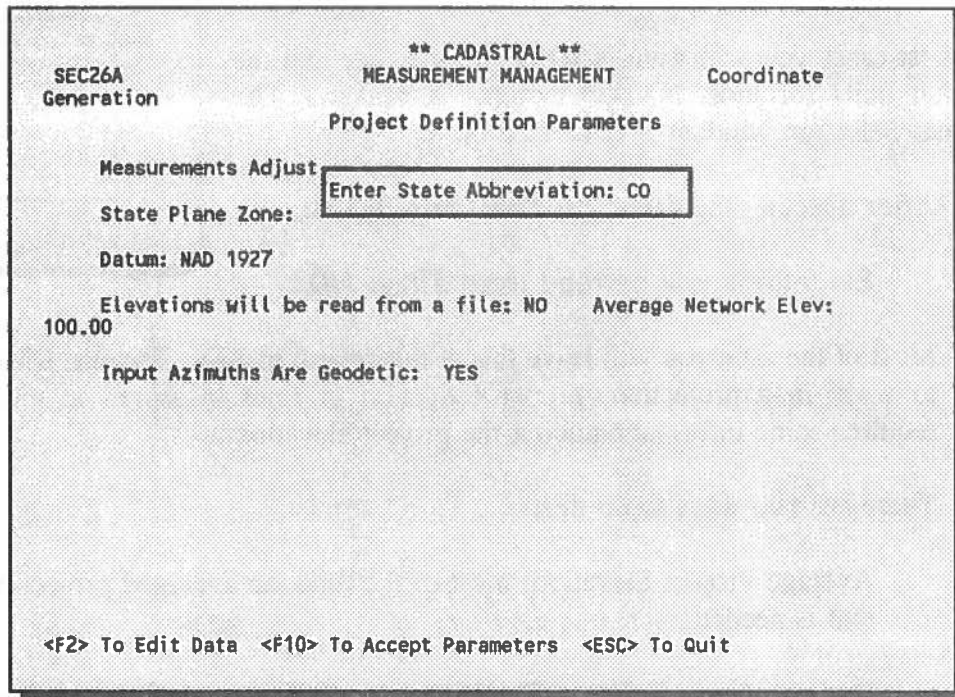 ** CADASTRAL **
SEC26A MEASUREMENT MANAGEMENT Coordinate
Generation
Project Definition Parameters
Measurements Adjust
Enter State Abbreviation: CO
State Plane Zone:
Datum: NAD 1927
Elevations will be read from a file: NO Average Network Elev:
100.00
Input Azimuths Are Geodetic: YES
<F2> To Edit Data <F10> To Accept Parameters <ESC> To Quit